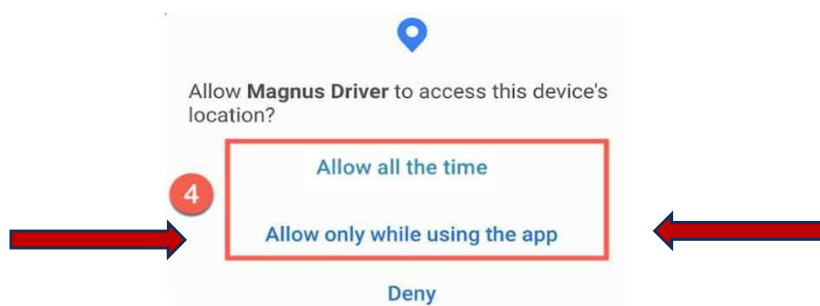 Allow Magnus Driver to access this device's
location?
Allow all the time
4
Allow only while using the app
Deny